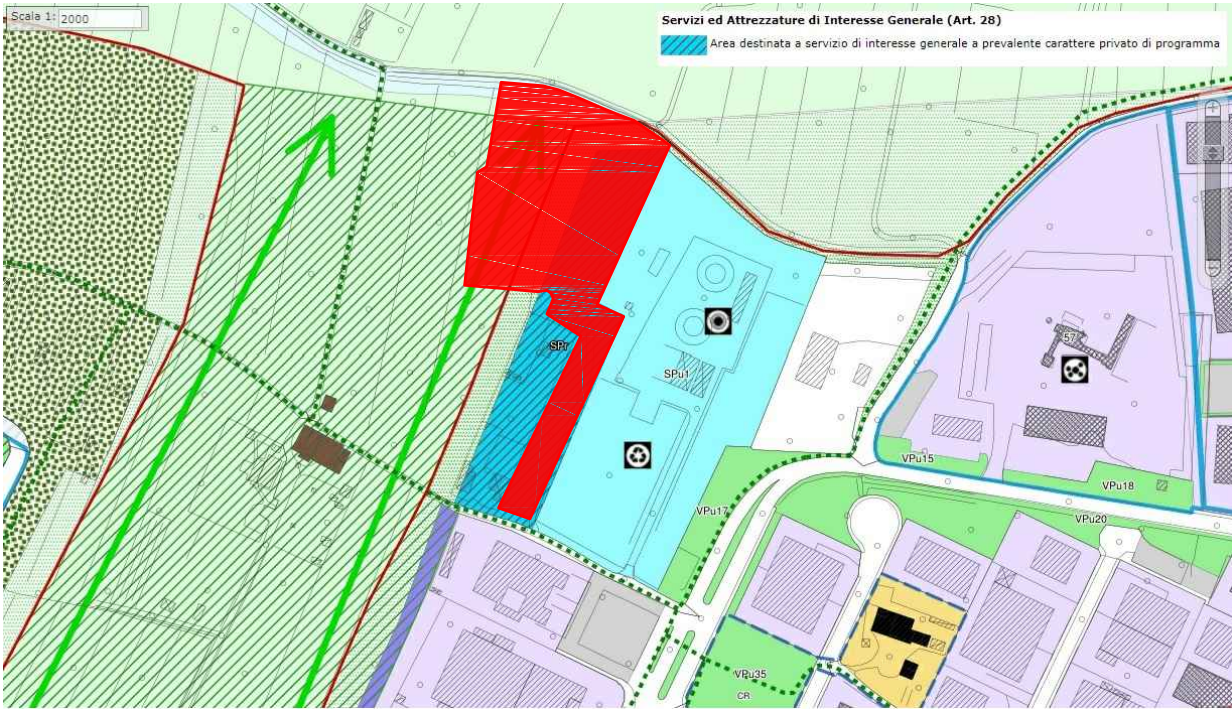 Scala 1: 2000
Servizi ed Attrezzature di Interesse Generale (Art. 28)
Area destinata a servizio di interesse generale a prevalente carattere privato di programma
57
SPr
SPu1
VPu15
VPu18
VPu17
VPu20
VPu35
CR